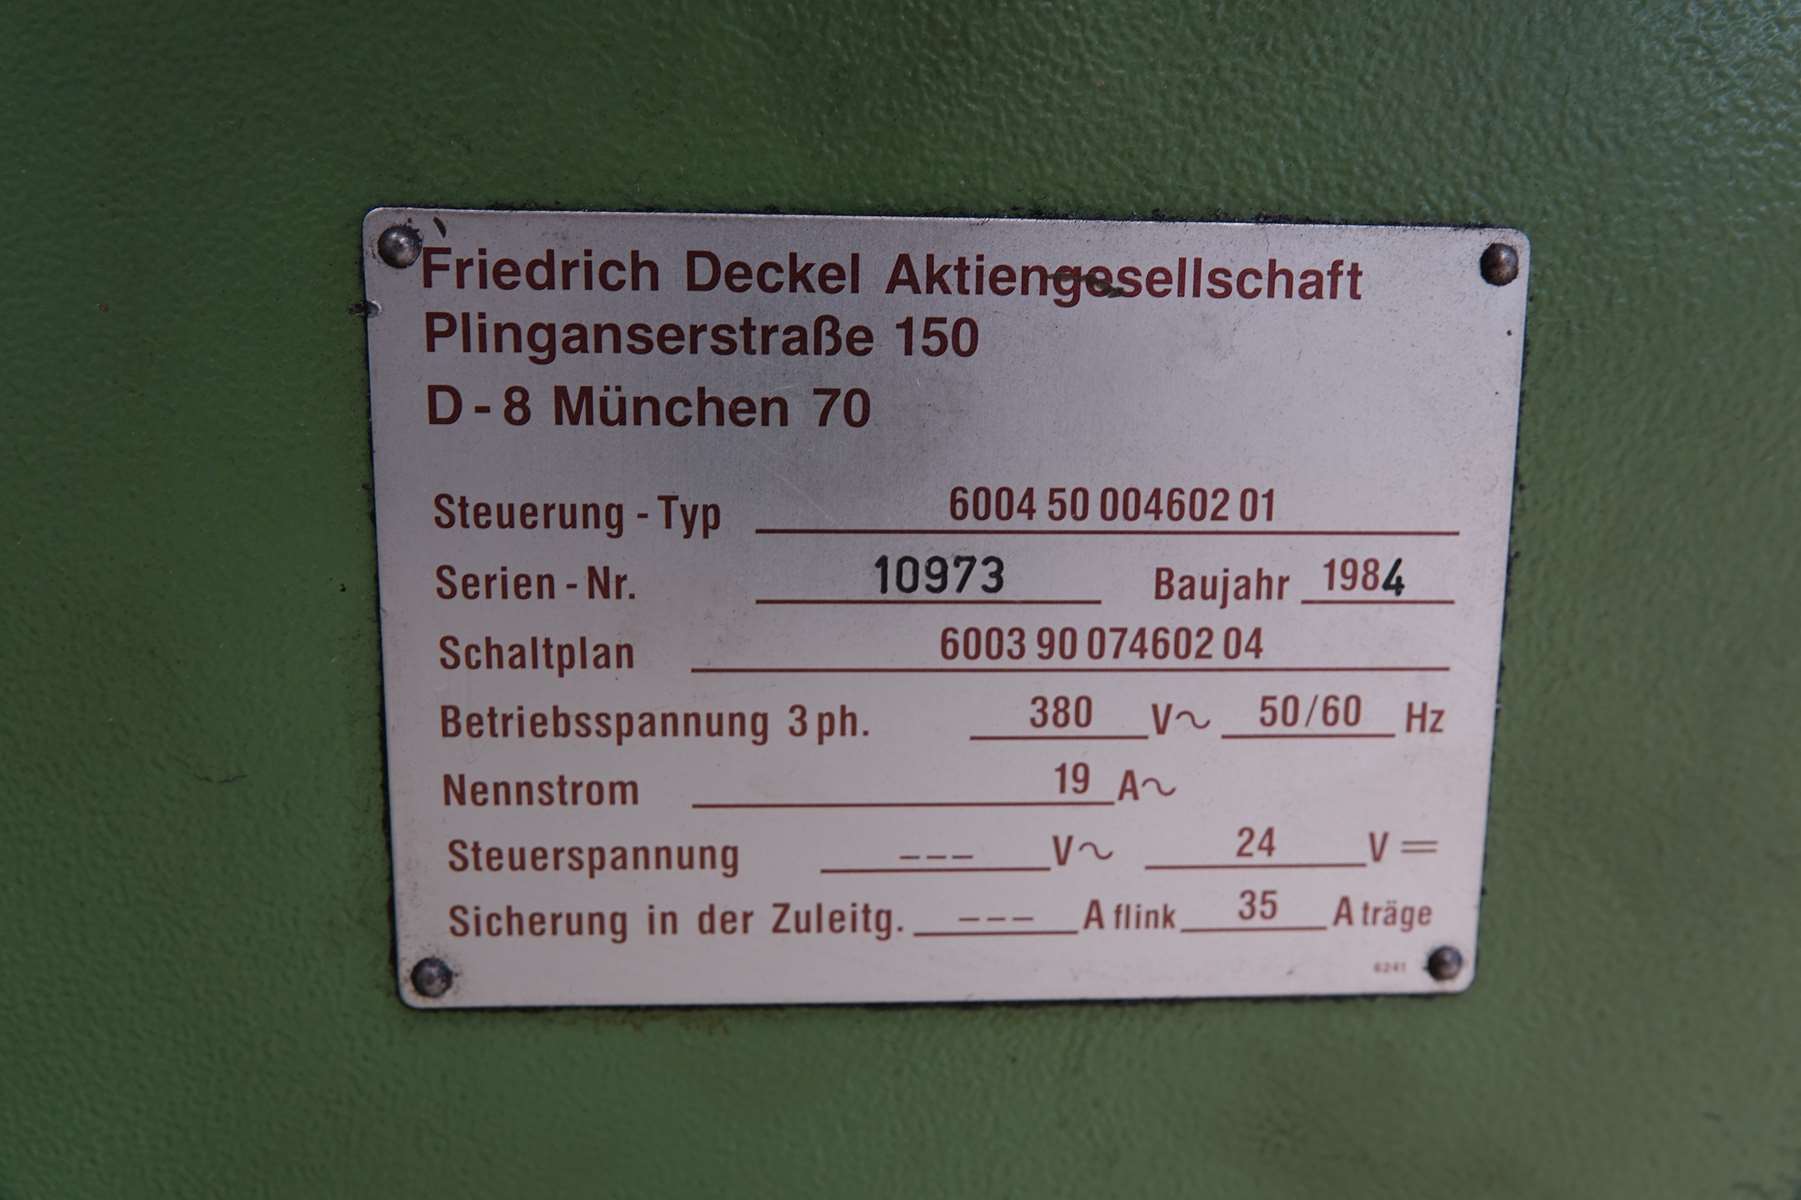 Friedrich Deckel Aktiengesellschaft
Plinganserstraße 150
D-8 München 70
Steuerung - Typ 6004 50 004602 01
Serien - Nr. 10973 Baujahr 1984
Schaltplan 6003 90 074602 04
Betriebsspannung 3 ph. 380 V~ 50/60 Hz
Nennstrom 19 A~
Steuerspannung --- V~ 24 V=
Sicherung in der Zuleitg. --- A flink 35 A träge
6241